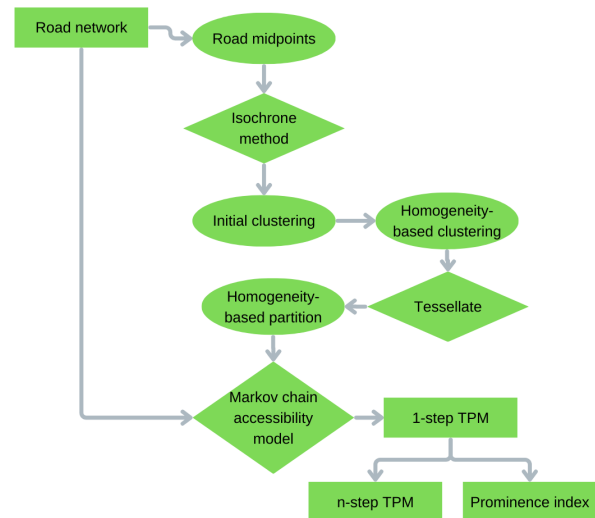 Road network
Road midpoints
Isochrone
method
Initial clustering
Homogeneity-
based clustering
Tessellate
Homogeneity-
based partition
Markov chain
accessibility
model
1-step TPM
n-step TPM
Prominence index